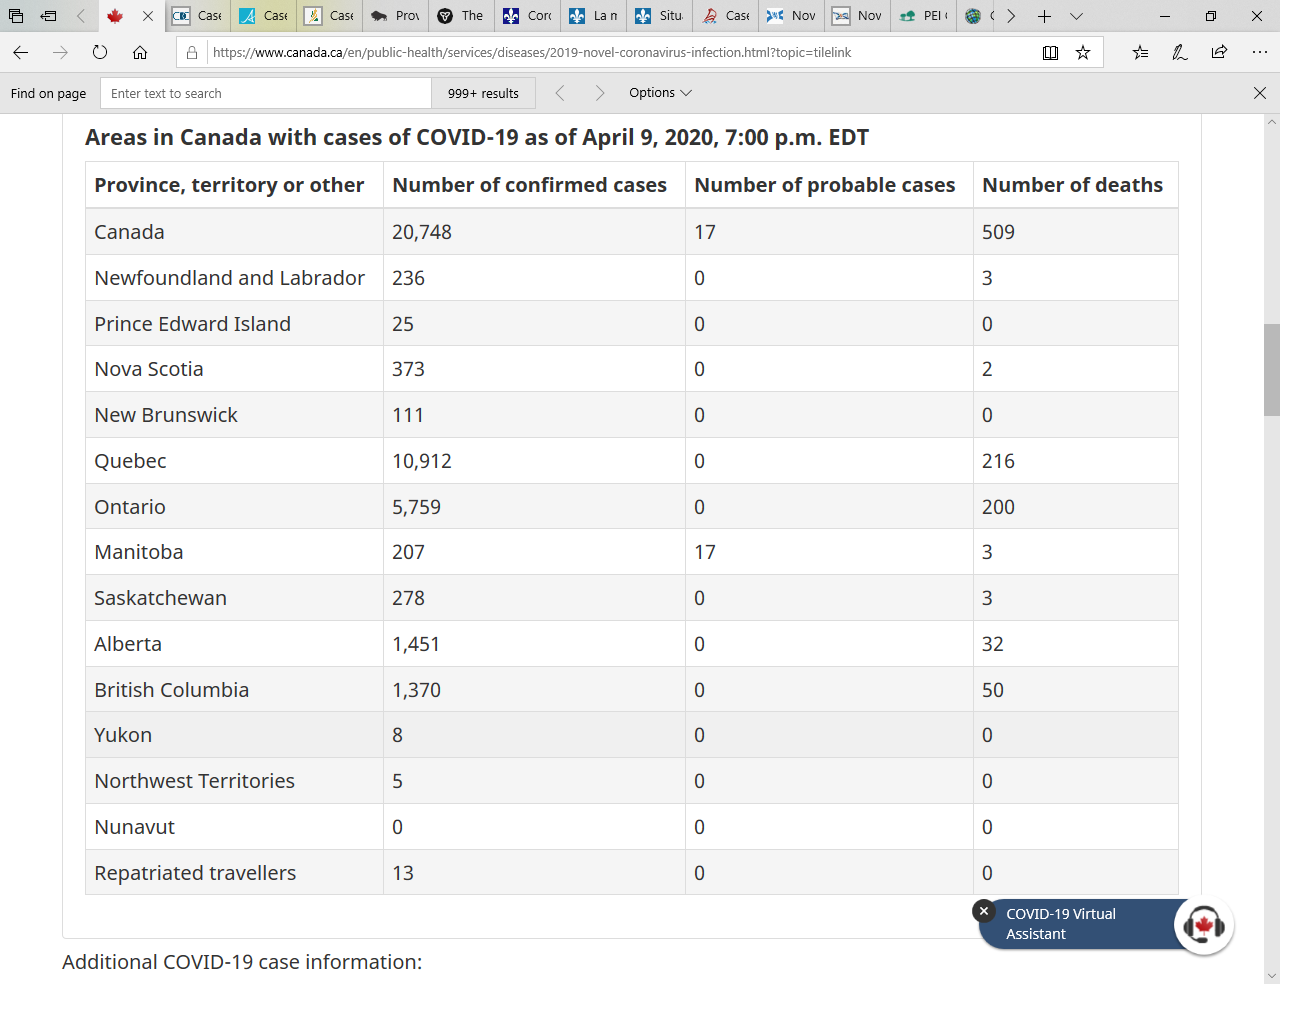 Case
Case
Case
Prov
The
Corc
La n
Situ
Case
Nov
Nov
PEI
https://www.canada.ca/en/public-health/services/diseases/2019-novel-coronavirus-infection.html?topic=tilelink
Find on page Enter text to search 999+ results Options
Areas in Canada with cases of COVID-19 as of April 9, 2020, 7:00 p.m. EDT
Province, territory or other Number of confirmed cases Number of probable cases Number of deaths
Canada 20,748 17 509
Newfoundland and Labrador 236 0 3
Prince Edward Island 25 0 0
Nova Scotia 373 0 2
New Brunswick 111 0 0
Quebec 10,912 0 216
Ontario 5,759 0 200
Manitoba 207 17 3
Saskatchewan 278 0 3
Alberta 1,451 0 32
British Columbia 1,370 0 50
Yukon 8 0 0
Northwest Territories 5 0 0
Nunavut 0 0 0
Repatriated travellers 13 0 0
COVID-19 Virtual
Assistant
Additional COVID-19 case information: